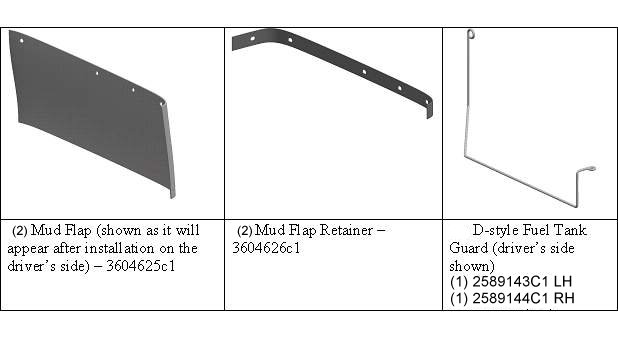 (2) Mud Flap (shown as it will
appear after installation on the
driver's side) – 3604625c1
(2) Mud Flap Retainer –
3604626c1
D-style Fuel Tank
Guard (driver's side
shown)
(1) 2589143C1 LH
(1) 2589144C1 RH